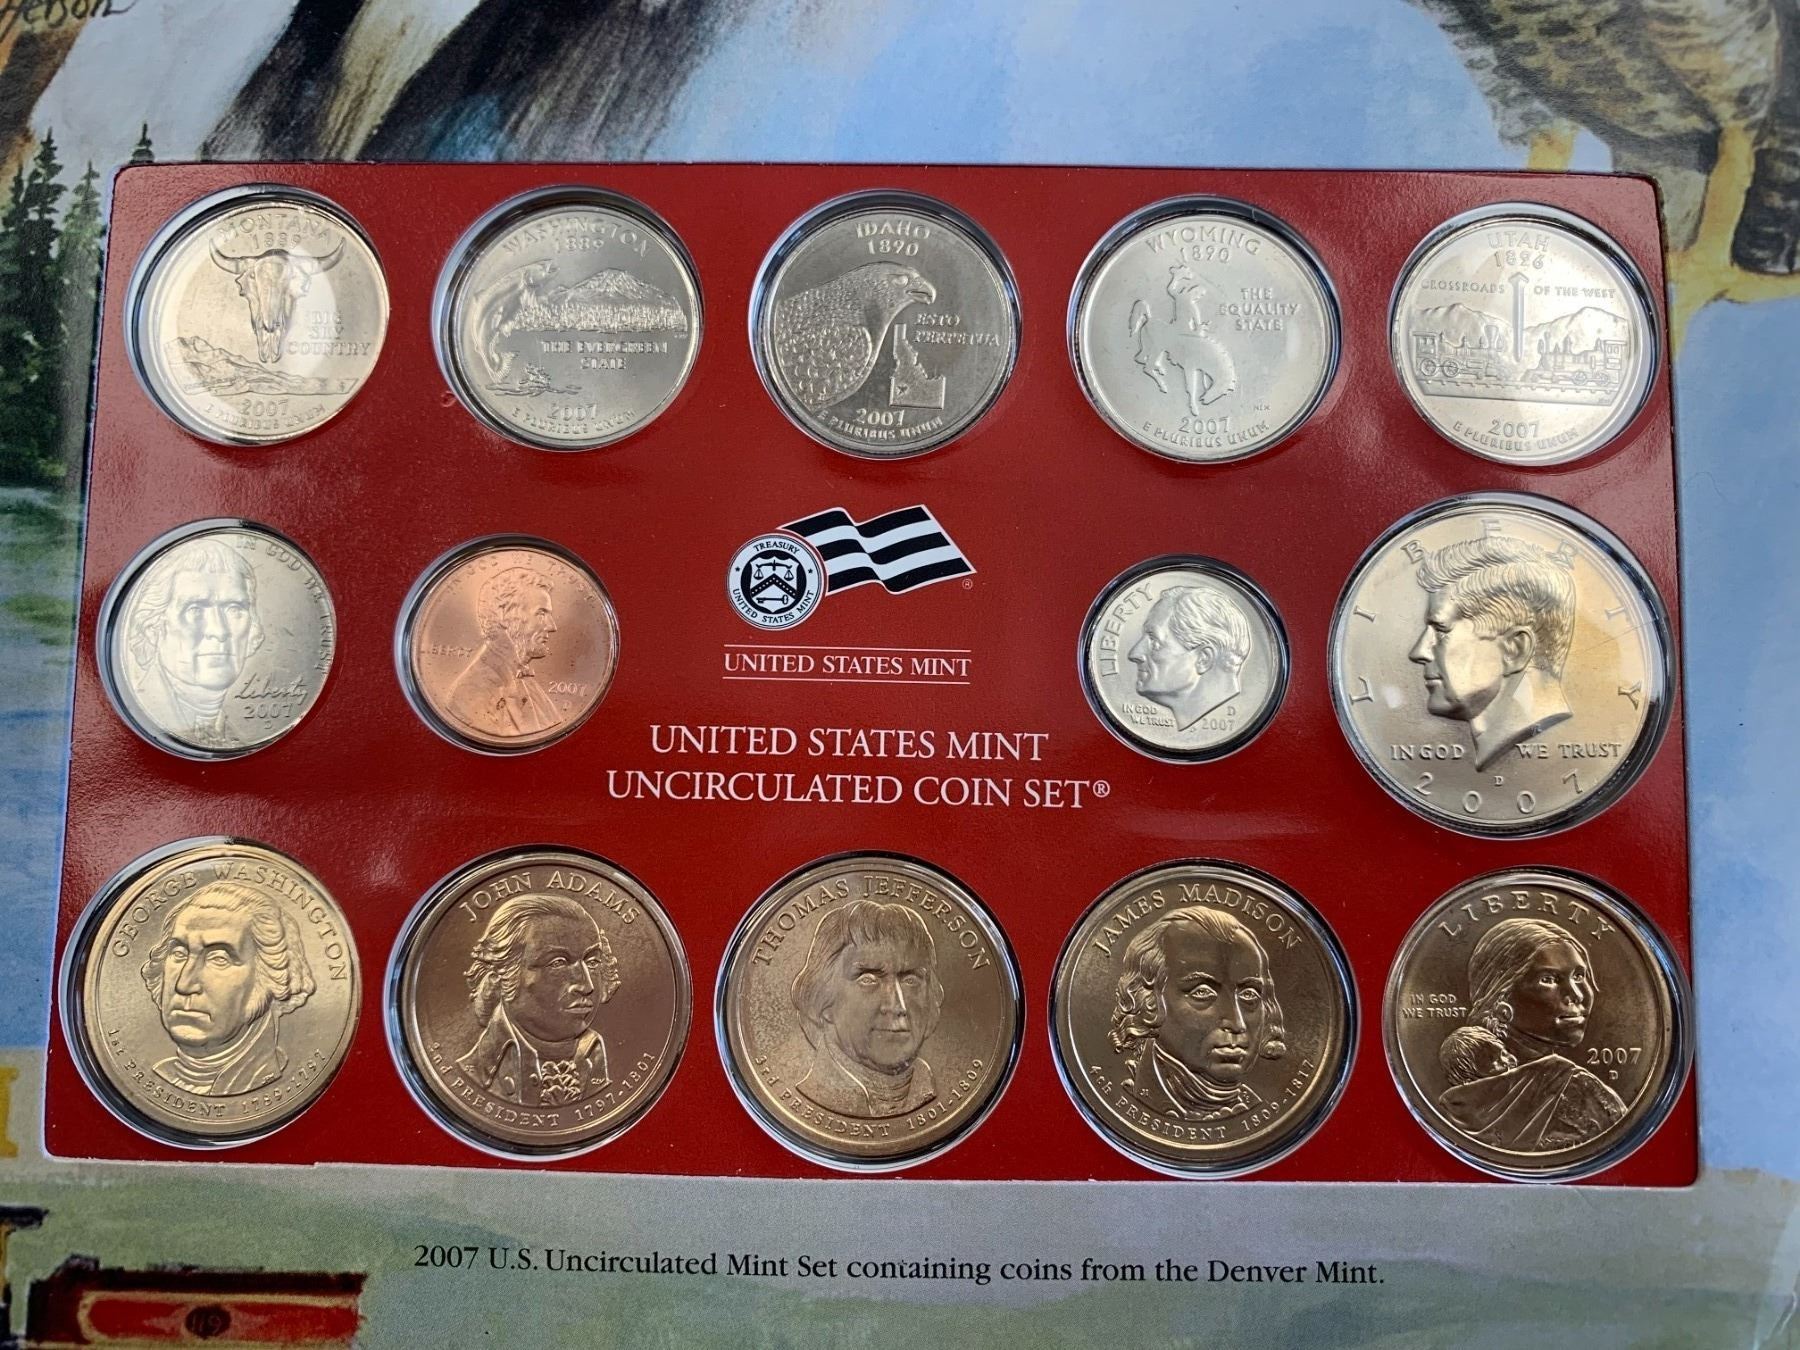 MONTANA
1889
BIG
SKY
COUNTRY
2007
E PLURIBUS UNUM
WASHINGTON
1889
THE EVERGREEN
STATE
2007
E PLURIBUS UNUM
IDAHO
1890
ESTO
PERPETUA
2007
E PLURIBUS UNUM
WYOMING
1890
THE
EQUALITY
STATE
2007
E PLURIBUS UNUM
UTAH
1896
CROSSROADS OF THE WEST
2007
E PLURIBUS UNUM
IN GOD WE TRUST
Liberty
2007
D
IN GOD WE TRUST
LIBERTY
2007
D
TREASURY
UNITED STATES MINT
®
UNITED STATES MINT
UNITED STATES MINT
UNCIRCULATED COIN SET®
LIBERTY
IN GOD
WE TRUST
D
2007
LIBERTY
IN GOD WE TRUST
D
2007
GEORGE WASHINGTON
1st PRESIDENT 1789-1797
JOHN ADAMS
2nd PRESIDENT 1797-1801
THOMAS JEFFERSON
3rd PRESIDENT 1801-1809
JAMES MADISON
4th PRESIDENT 1809-1817
LIBERTY
IN GOD
WE TRUST
2007
D
2007 U.S. Uncirculated Mint Set containing coins from the Denver Mint.